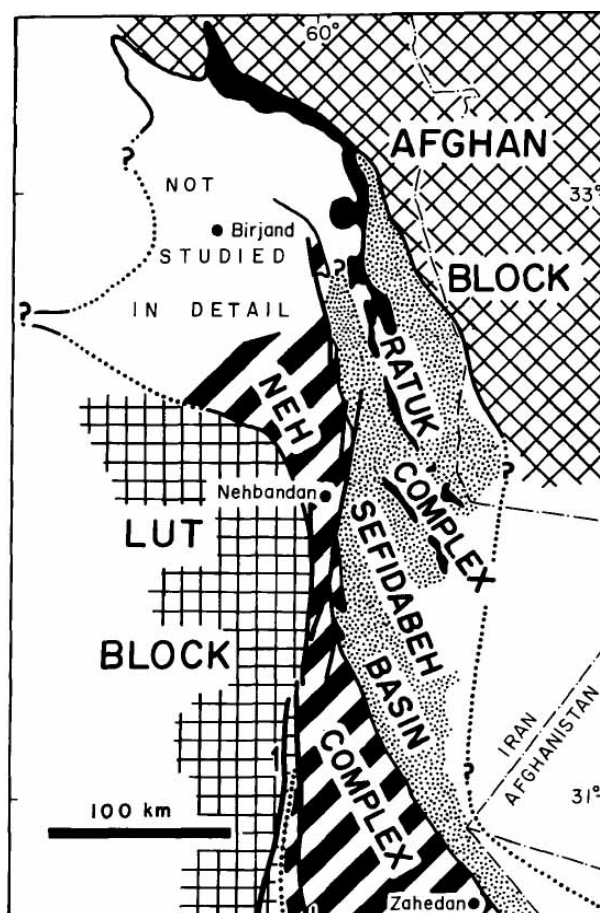 60°
AFGHAN
BLOCK
33°
NOT
STUDIED
IN DETAIL
Birjand
?
?
?
?
?
RATUK
COMPLEX
NEH
COMPLEX
Nehbandan
SEFIDABEH
BASIN
LUT
BLOCK
IRAN
AFGHANISTAN
31°
100 km
Zahedan